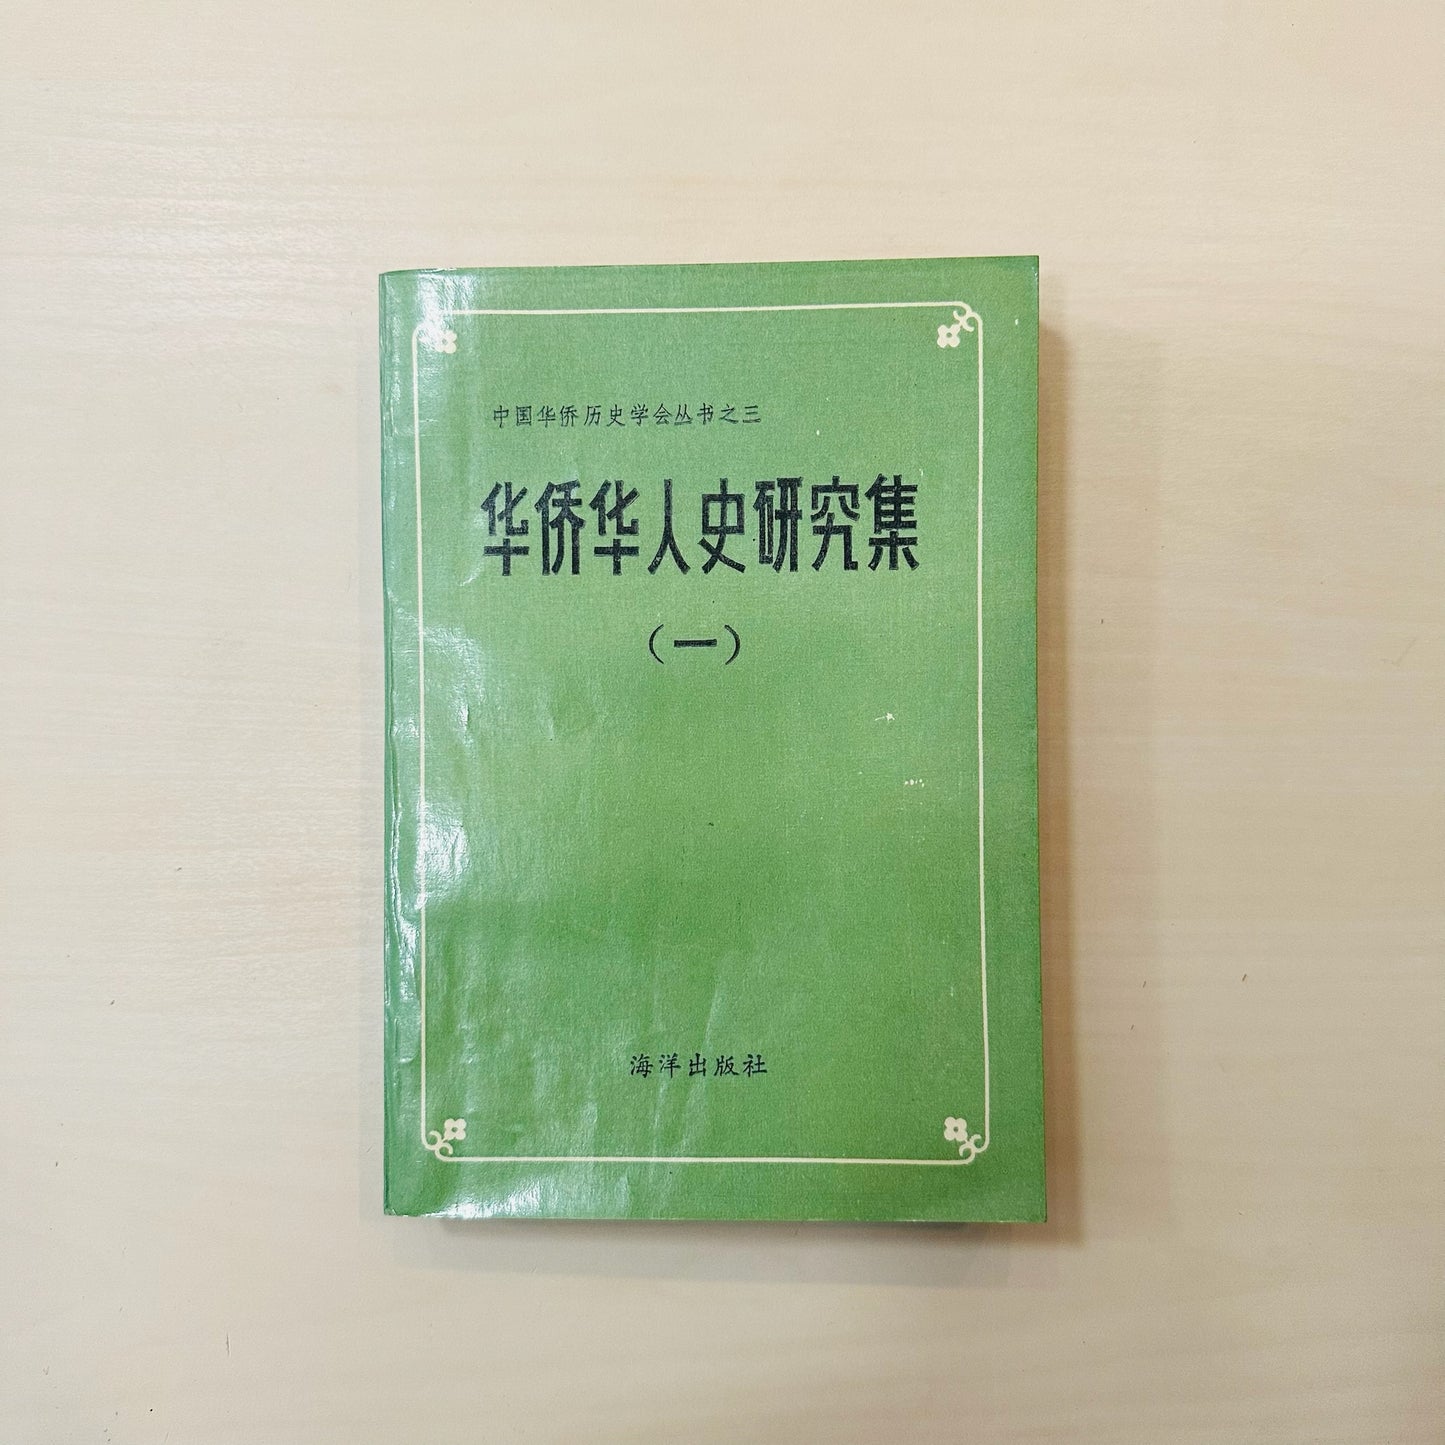 中国华侨历史学会丛书之三
华侨华人史研究集
（一）
海洋出版社